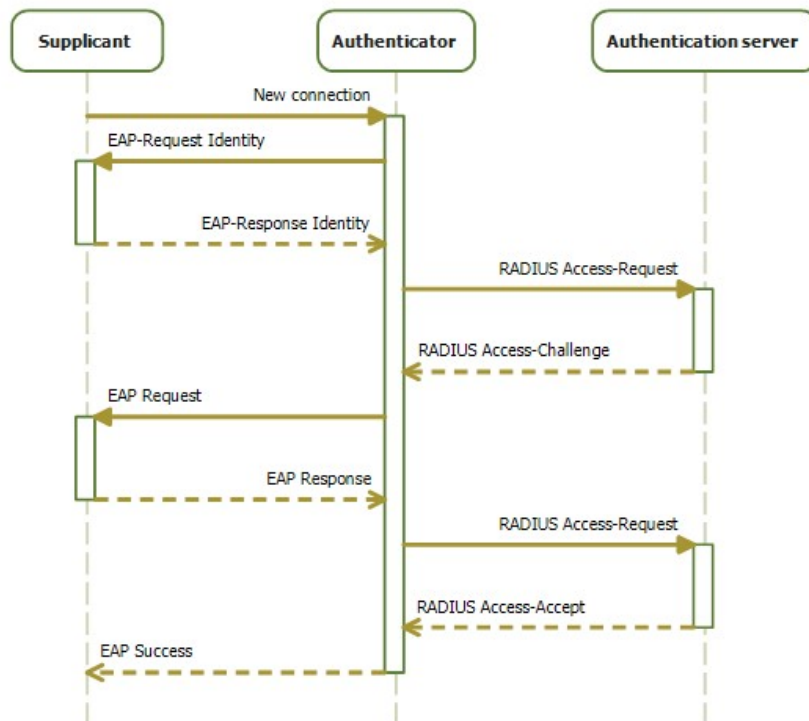 Supplicant
Authenticator
Authentication server
New connection
EAP-Request Identity
EAP-Response Identity
RADIUS Access-Request
RADIUS Access-Challenge
EAP Request
EAP Response
RADIUS Access-Request
RADIUS Access-Accept
EAP Success